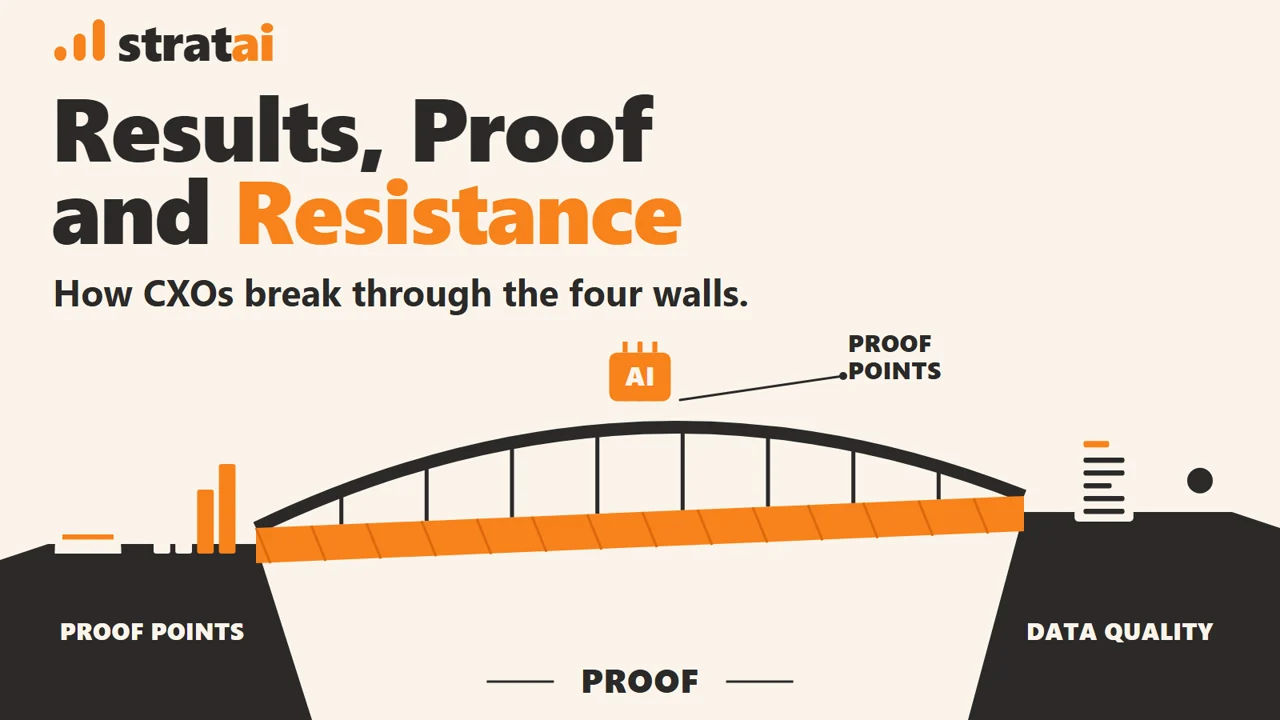 stratai
Results, Proof
and Resistance
How CXOs break through the four walls.
AI
PROOF
POINTS
PROOF POINTS
DATA QUALITY
PROOF